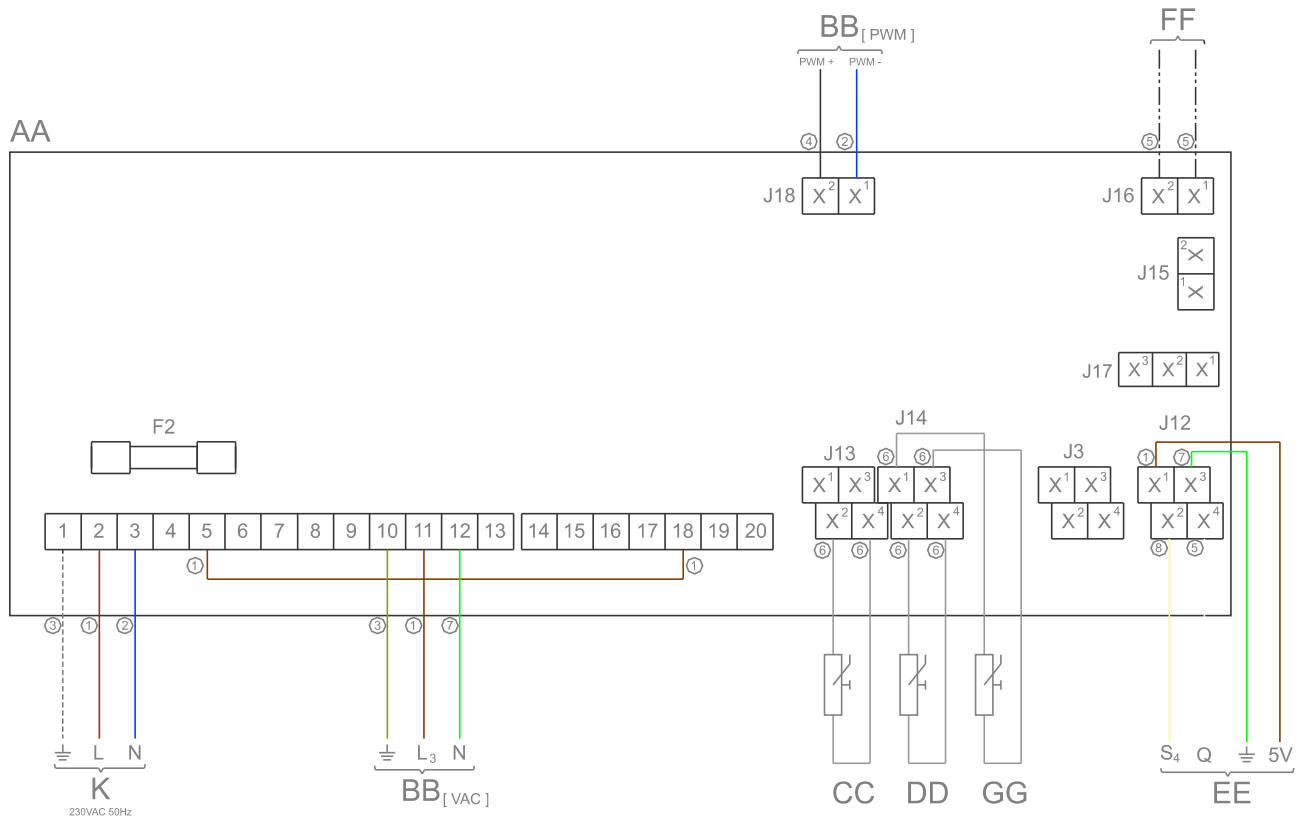 BB[ PWM ]
FF
PWM + PWM -
AA
4 2 5 5
J18 X2 X1 J16 X2 X1
J15 2 X
1 X
J17 X3 X2 X1
F2
J14
J13 J3 J12
6 6 1 7
X1 X3 X1 X3 X1 X3 X1 X3
X2 X4 X2 X4 X2 X4 X2 X4
1 2 3 4 5 6 7 8 9 10 11 12 13 14 15 16 17 18 19 20
6 6 6 6 8 5
1 1
3 1 2 3 1 7
L N L3 N S4 Q 5V
K BB[ VAC ] CC DD GG EE
230VAC 50Hz